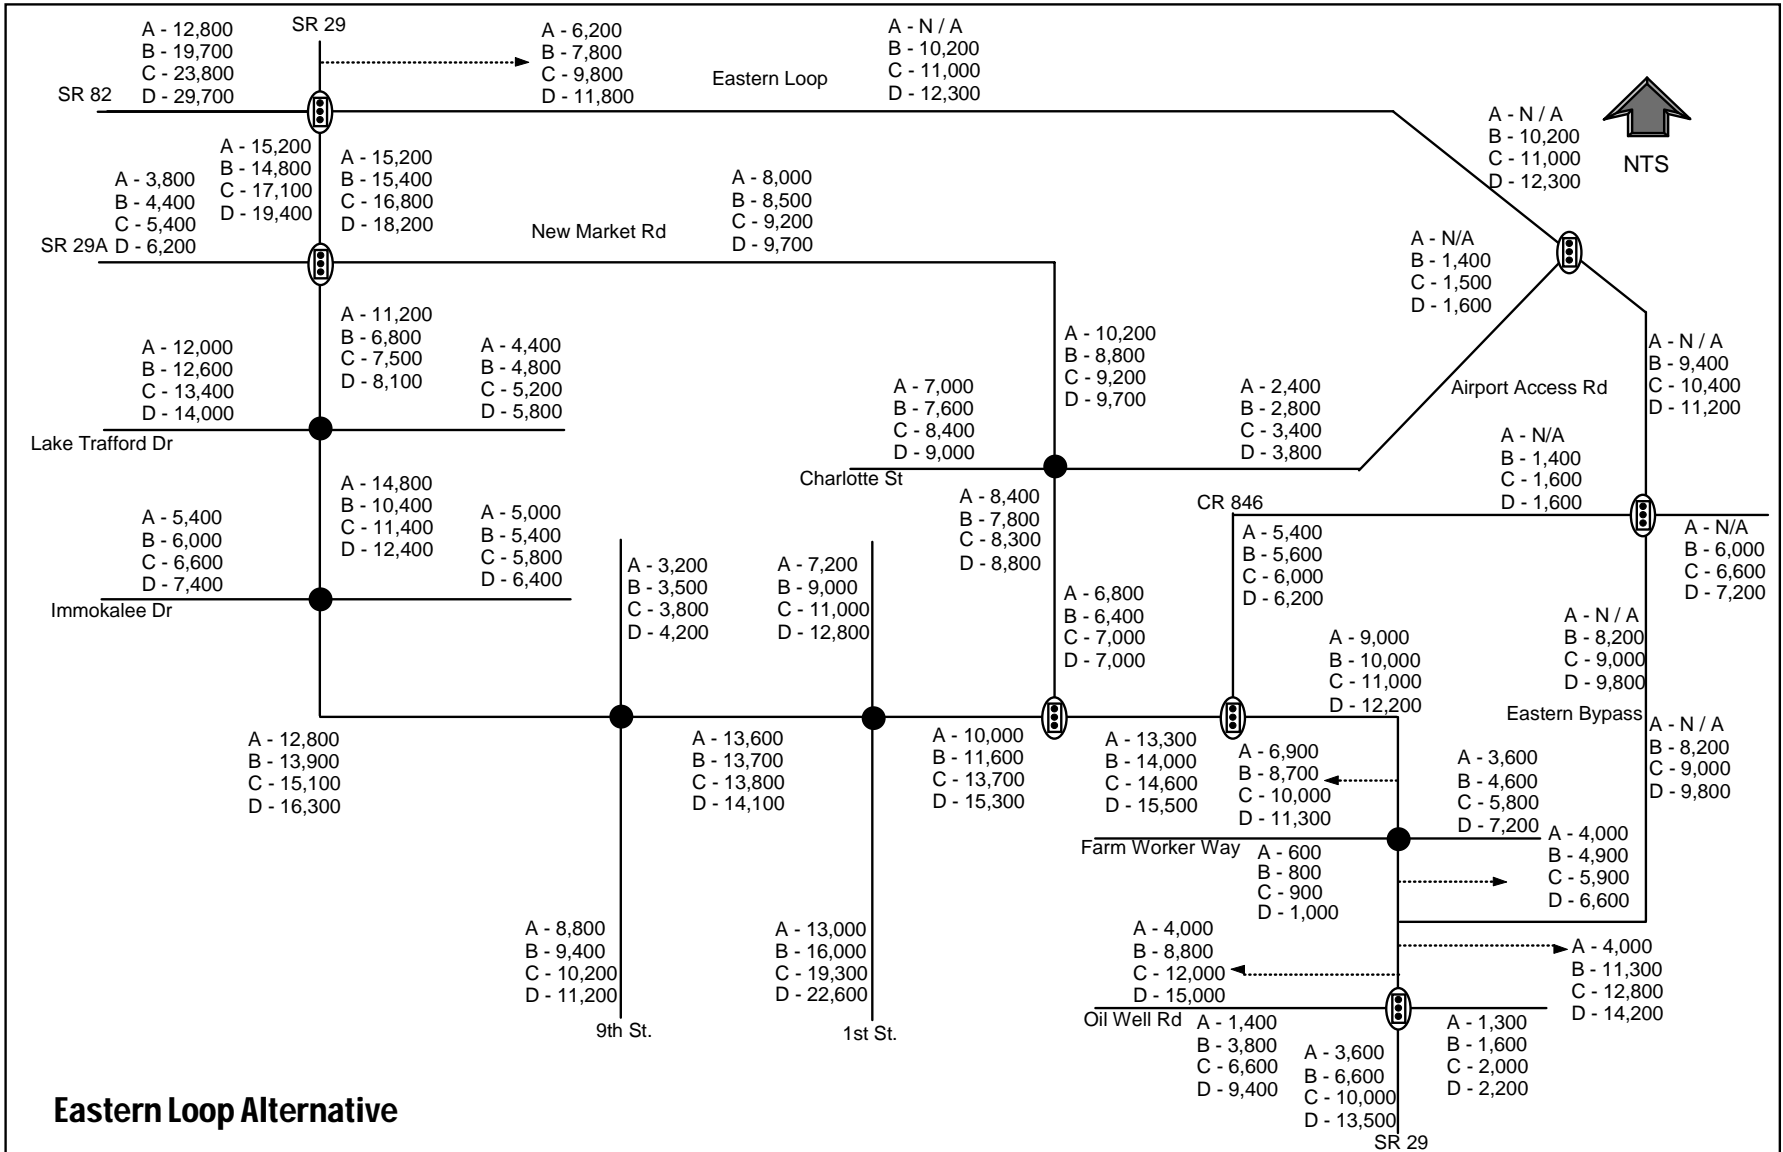 SR 29
A - 12,800
B - 19,700
C - 23,800
D - 29,700
A - 6,200
B - 7,800
C - 9,800
D - 11,800
Eastern Loop
A - N / A
B - 10,200
C - 11,000
D - 12,300
SR 82
A - N / A
B - 10,200
C - 11,000
D - 12,300
NTS
A - 15,200
B - 14,800
C - 17,100
D - 19,400
A - 15,200
B - 15,400
C - 16,800
D - 18,200
A - 3,800
B - 4,400
C - 5,400
D - 6,200
SR 29A
New Market Rd
A - 8,000
B - 8,500
C - 9,200
D - 9,700
A - N/A
B - 1,400
C - 1,500
D - 1,600
A - 11,200
B - 6,800
C - 7,500
D - 8,100
A - 12,000
B - 12,600
C - 13,400
D - 14,000
A - 4,400
B - 4,800
C - 5,200
D - 5,800
Lake Trafford Dr
A - 10,200
B - 8,800
C - 9,200
D - 9,700
A - 7,000
B - 7,600
C - 8,400
D - 9,000
A - 2,400
B - 2,800
C - 3,400
D - 3,800
Airport Access Rd
A - N / A
B - 9,400
C - 10,400
D - 11,200
Charlotte St
A - N/A
B - 1,400
C - 1,600
D - 1,600
CR 846
A - 14,800
B - 10,400
C - 11,400
D - 12,400
A - 5,400
B - 6,000
C - 6,600
D - 7,400
A - 5,000
B - 5,400
C - 5,800
D - 6,400
Immokalee Dr
A - 8,400
B - 7,800
C - 8,300
D - 8,800
A - 5,400
B - 5,600
C - 6,000
D - 6,200
A - N/A
B - 6,000
C - 6,600
D - 7,200
A - 3,200
B - 3,500
C - 3,800
D - 4,200
A - 7,200
B - 9,000
C - 11,000
D - 12,800
A - 6,800
B - 6,400
C - 7,000
D - 7,000
A - 9,000
B - 10,000
C - 11,000
D - 12,200
A - N / A
B - 8,200
C - 9,000
D - 9,800
Eastern Bypass
A - N / A
B - 8,200
C - 9,000
D - 9,800
A - 12,800
B - 13,900
C - 15,100
D - 16,300
A - 13,600
B - 13,700
C - 13,800
D - 14,100
A - 10,000
B - 11,600
C - 13,700
D - 15,300
A - 13,300
B - 14,000
C - 14,600
D - 15,500
A - 6,900
B - 8,700
C - 10,000
D - 11,300
A - 3,600
B - 4,600
C - 5,800
D - 7,200
Farm Worker Way
A - 600
B - 800
C - 900
D - 1,000
A - 4,000
B - 4,900
C - 5,900
D - 6,600
A - 8,800
B - 9,400
C - 10,200
D - 11,200
9th St.
A - 13,000
B - 16,000
C - 19,300
D - 22,600
1st St.
A - 4,000
B - 8,800
C - 12,000
D - 15,000
A - 4,000
B - 11,300
C - 12,800
D - 14,200
Oil Well Rd
A - 1,400
B - 3,800
C - 6,600
D - 9,400
A - 3,600
B - 6,600
C - 10,000
D - 13,500
A - 1,300
B - 1,600
C - 2,000
D - 2,200
SR 29
Eastern Loop Alternative